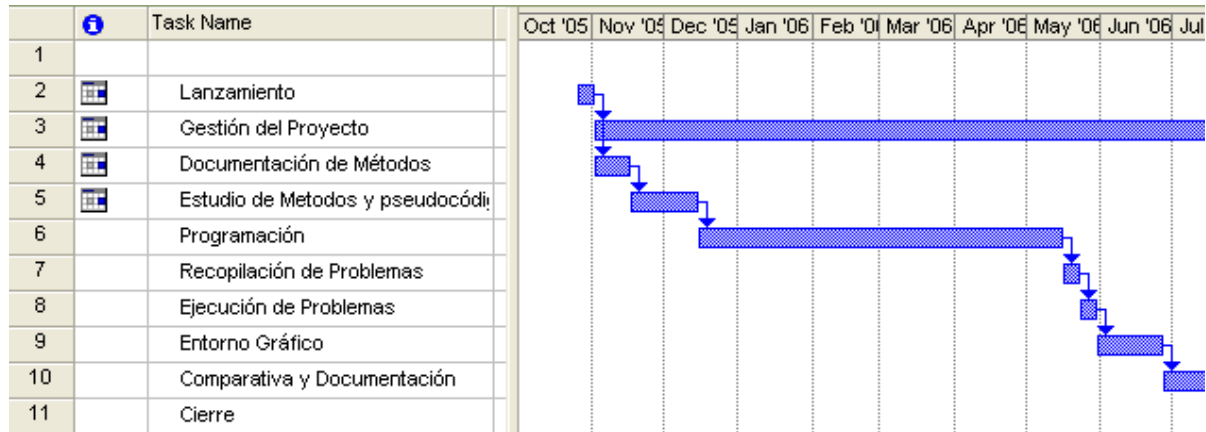 Task Name Oct '05 Nov '05 Dec '05 Jan '06 Feb '0 Mar '06 Apr '06 May '06 Jun '06 Jul
1
2 Lanzamiento
3 Gestión del Proyecto
4 Documentación de Métodos
5 Estudio de Metodos y pseudocódi
6 Programación
7 Recopilación de Problemas
8 Ejecución de Problemas
9 Entorno Gráfico
10 Comparativa y Documentación
11 Cierre